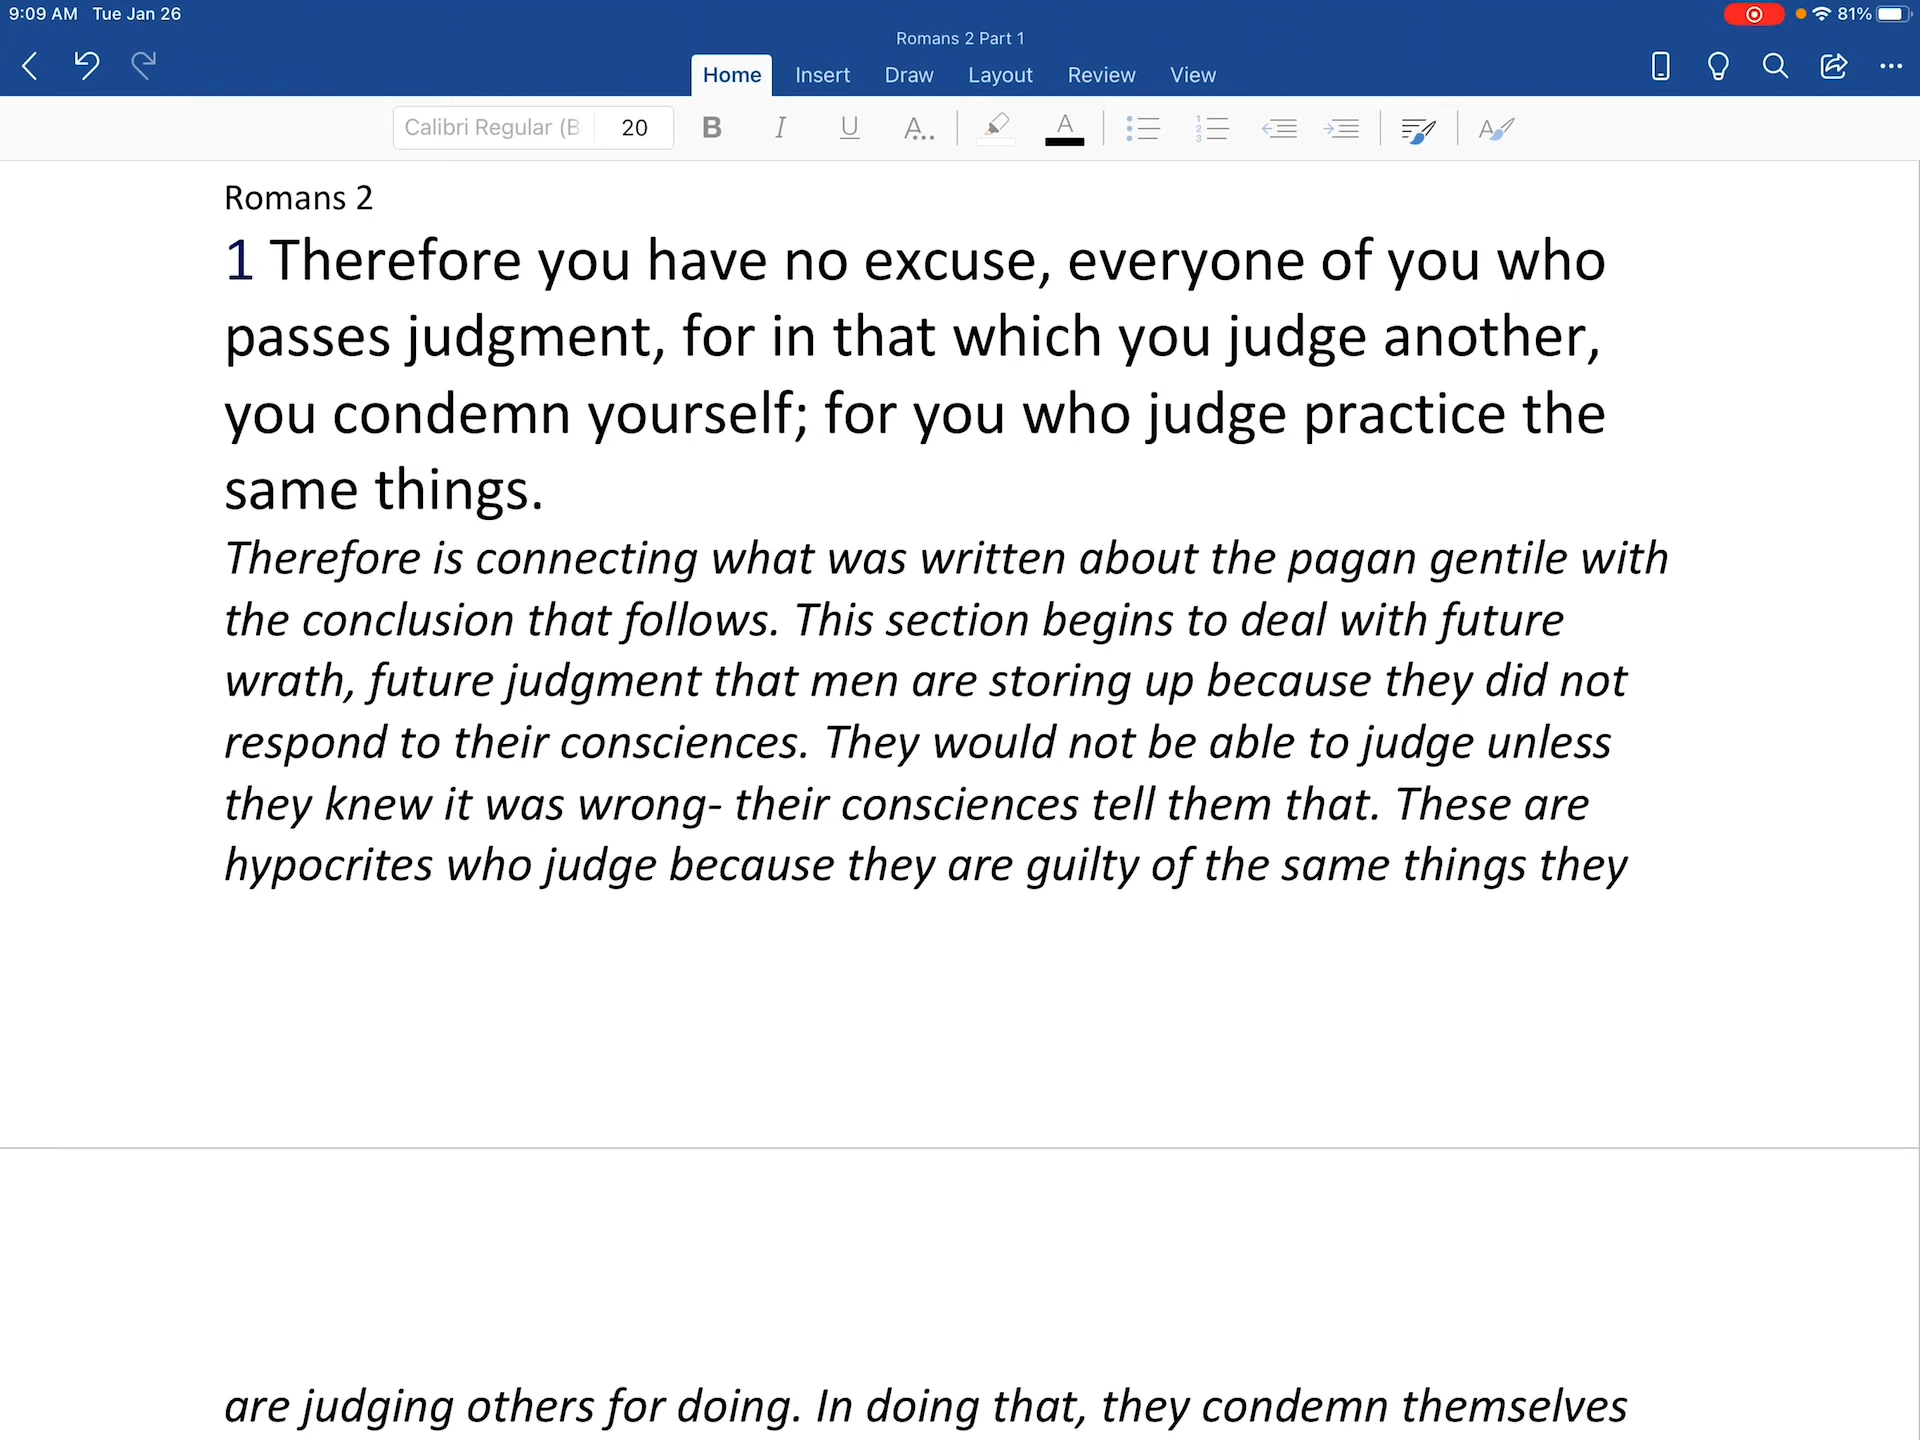 9:09 AM Tue Jan 26
81%
Romans 2 Part 1
Home Insert Draw Layout Review View
Calibri Regular (B 20 B I U A.. A A
Romans 2
1 Therefore you have no excuse, everyone of you who
passes judgment, for in that which you judge another,
you condemn yourself; for you who judge practice the
same things.
Therefore is connecting what was written about the pagan gentile with
the conclusion that follows. This section begins to deal with future
wrath, future judgment that men are storing up because they did not
respond to their consciences. They would not be able to judge unless
they knew it was wrong- their consciences tell them that. These are
hypocrites who judge because they are guilty of the same things they
are judging others for doing. In doing that, they condemn themselves